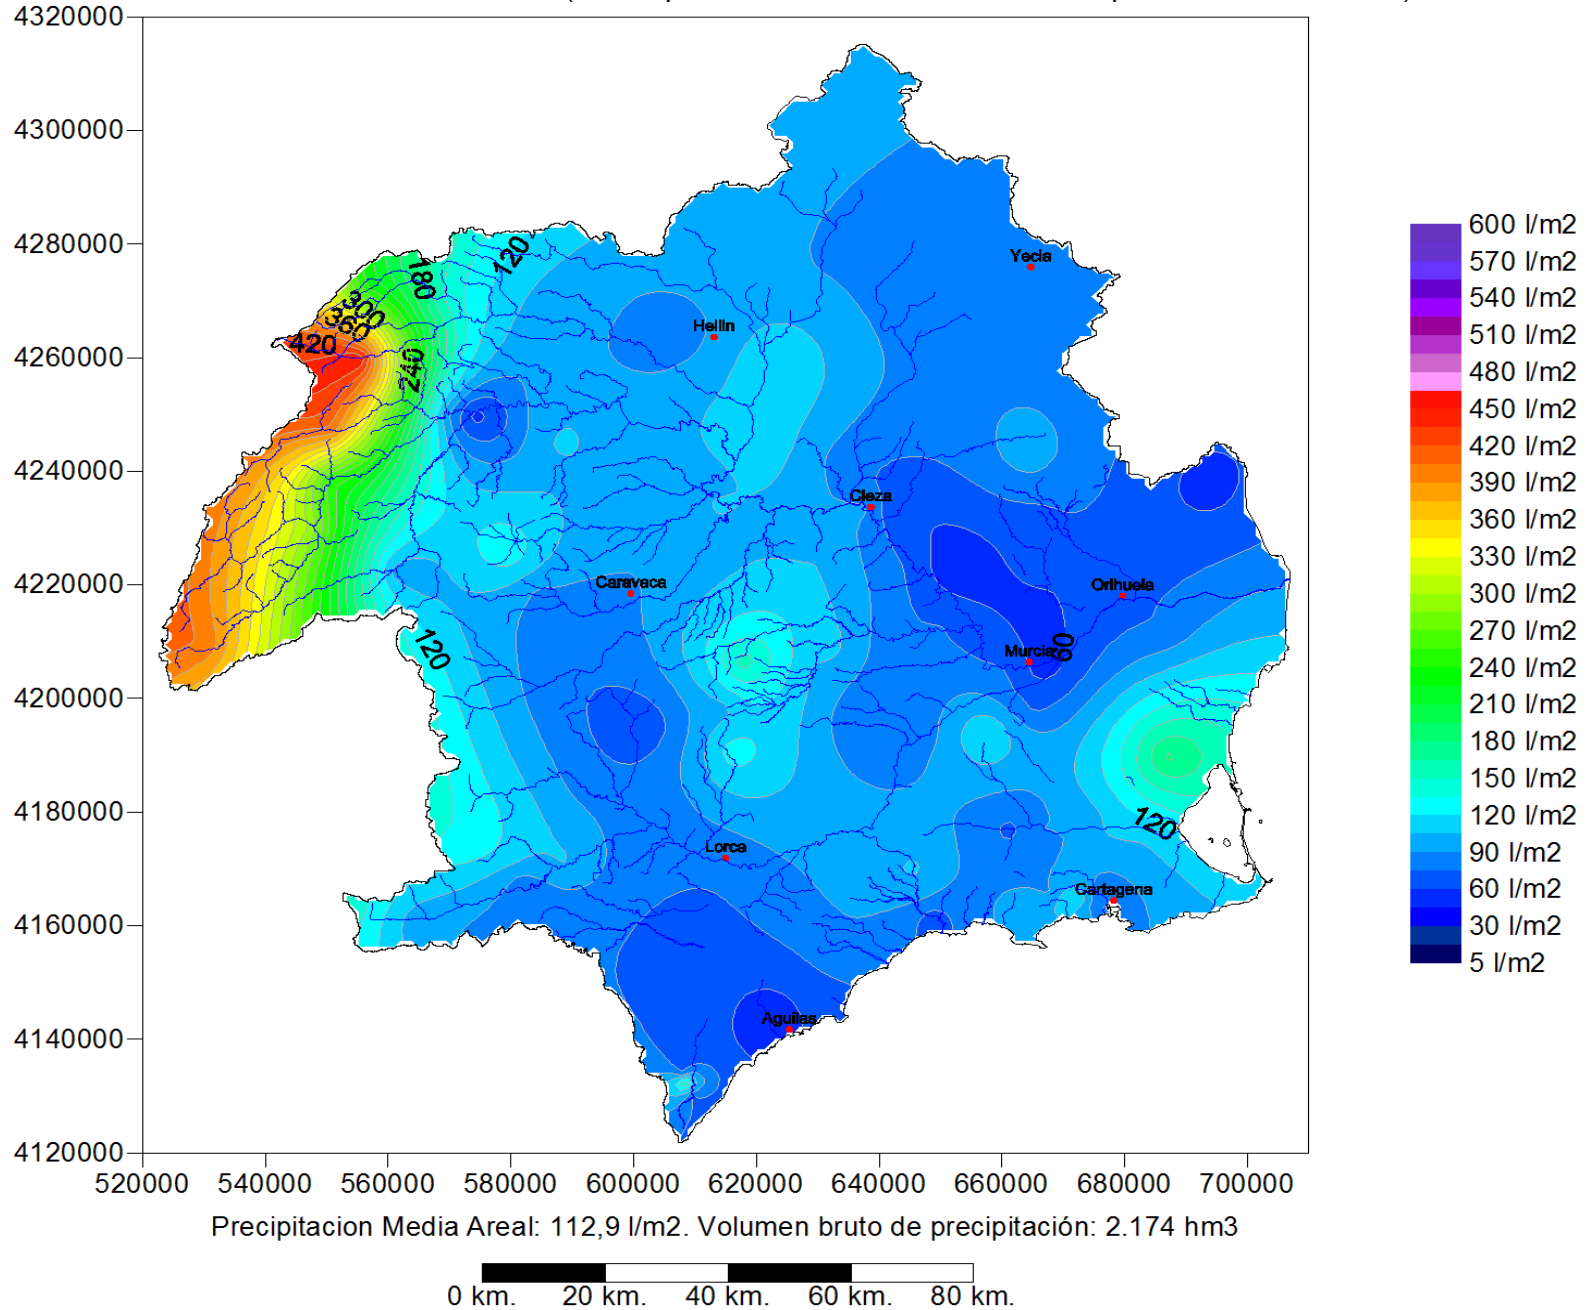 4320000
4300000
4280000
4260000
4240000
4220000
4200000
4180000
4160000
4140000
4120000
520000 540000 560000 580000 600000 620000 640000 660000 680000 700000
120
180
300
360
420
240
Yecla
Hellin
Cieza
Caravaca
Orihuela
120
Murcia
60
120
Lorca
Cartagena
Aguilas
600 l/m2
570 l/m2
540 l/m2
510 l/m2
480 l/m2
450 l/m2
420 l/m2
390 l/m2
360 l/m2
330 l/m2
300 l/m2
270 l/m2
240 l/m2
210 l/m2
180 l/m2
150 l/m2
120 l/m2
90 l/m2
60 l/m2
30 l/m2
5 l/m2
Precipitacion Media Areal: 112,9 l/m2. Volumen bruto de precipitación: 2.174 hm3
0 km. 20 km. 40 km. 60 km. 80 km.